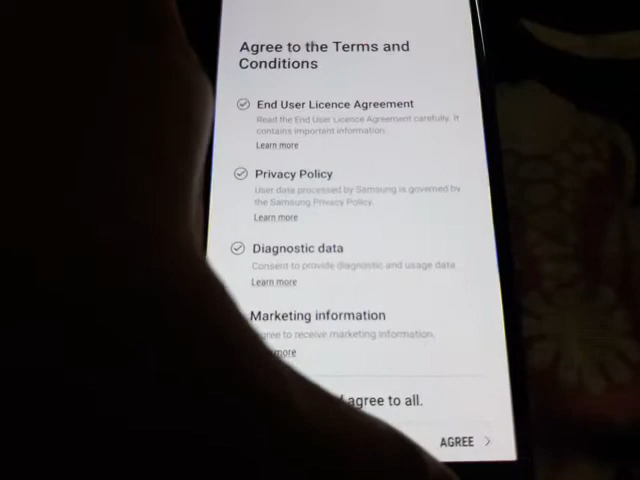 Agree to the Terms and
Conditions
End User Licence Agreement
Read the End User Licence Agreement carefully. It
contains important information.
Learn more
Privacy Policy
User data processed by Samsung is governed by
the Samsung Privacy Policy.
Learn more
Diagnostic data
Consent to provide diagnostic and usage data
Learn more
Marketing information
gree to receive marketing information.
more
agree to all.
AGREE >